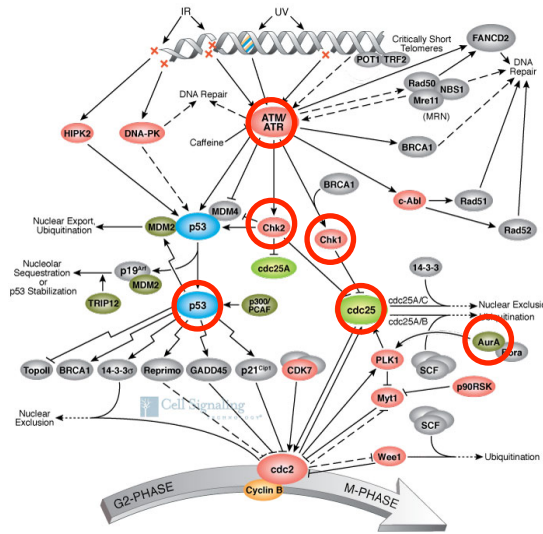 IR
UV
Critically Short
Telomeres
FANCD2
POT1 TRF2
DNA
Repair
Rad50
NBS1
Mre11
(MRN)
DNA Repair
ATM/
ATR
HIPK2
DNA-PK
Caffeine
BRCA1
BRCA1
c-Abl
Rad51
Rad52
MDM4
Nuclear Export,
Ubiquitination
MDM2
p53
Chk2
Chk1
cdc25A
Nucleolar
Sequestration
or
p53 Stabilization
p19Arf
MDM2
TRIP12
p53
p300/
PCAF
14-3-3
cdc25
cdc25A/C
Nuclear Exclusion
cdc25A/B
Ubiquitination
AurA
Bora
PLK1
SCF
TopoII
BRCA1
14-3-3σ
Reprimo
GADD45
p21Cip1
CDK7
Myt1
p90RSK
Nuclear
Exclusion
Cell Signaling
TECHNOLOGY®
SCF
Wee1
Ubiquitination
cdc2
Cyclin B
G2-PHASE
M-PHASE